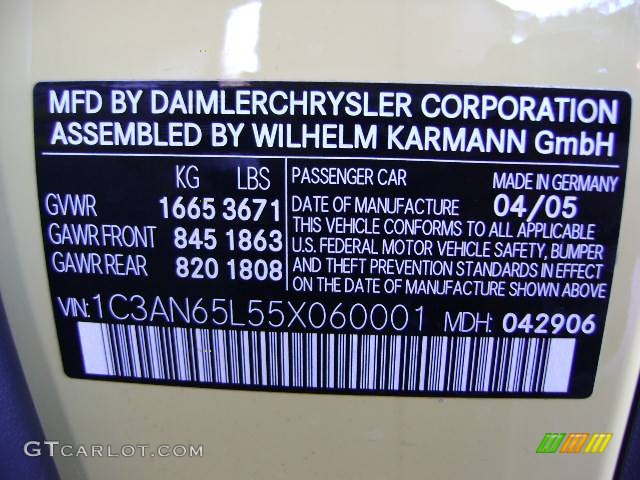 MFD BY DAIMLERCHRYSLER CORPORATION
ASSEMBLED BY WILHELM KARMANN GmbH
KG LBS
GVWR 1665 3671
GAWR FRONT 845 1863
GAWR REAR 820 1808
PASSENGER CAR MADE IN GERMANY
DATE OF MANUFACTURE 04/05
THIS VEHICLE CONFORMS TO ALL APPLICABLE
U.S. FEDERAL MOTOR VEHICLE SAFETY, BUMPER
AND THEFT PREVENTION STANDARDS IN EFFECT
ON THE DATE OF MANUFACTURE SHOWN ABOVE.
VIN: 1C3AN65L55X060001 MDH: 042906
GTCarLot.com